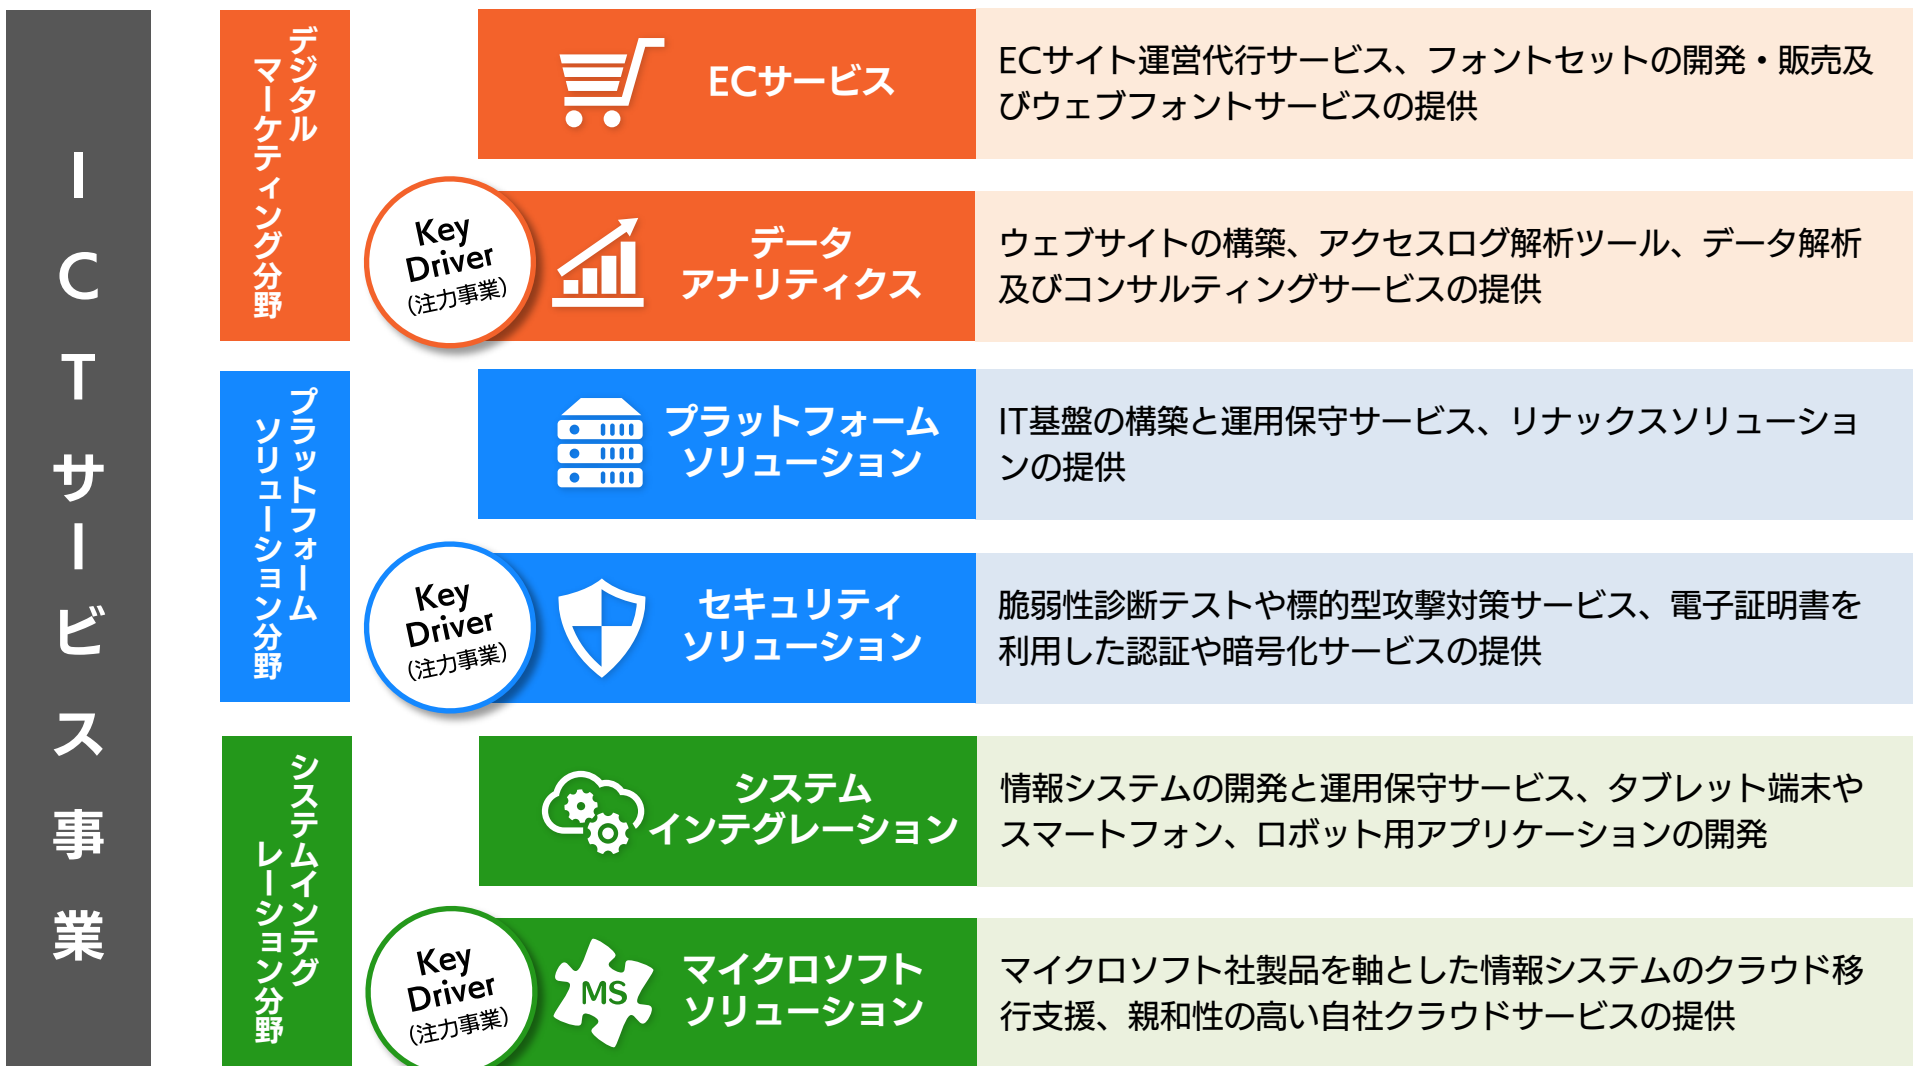 ICTサービス事業
デジタル
マーケティング分野
ECサービス
ECサイト運営代行サービス、フォントセットの開発・販売及
びウェブフォントサービスの提供
Key
Driver
(注力事業)
データ
アナリティクス
ウェブサイトの構築、アクセスログ解析ツール、データ解析
及びコンサルティングサービスの提供
プラットフォーム
ソリューション分野
プラットフォーム
ソリューション
IT基盤の構築と運用保守サービス、リナックスソリューショ
ンの提供
Key
Driver
(注力事業)
セキュリティ
ソリューション
脆弱性診断テストや標的型攻撃対策サービス、電子証明書を
利用した認証や暗号化サービスの提供
システムインテグ
レーション分野
システム
インテグレーション
情報システムの開発と運用保守サービス、タブレット端末や
スマートフォン、ロボット用アプリケーションの開発
Key
Driver
(注力事業)
MS
マイクロソフト
ソリューション
マイクロソフト社製品を軸とした情報システムのクラウド移
行支援、親和性の高い自社クラウドサービスの提供